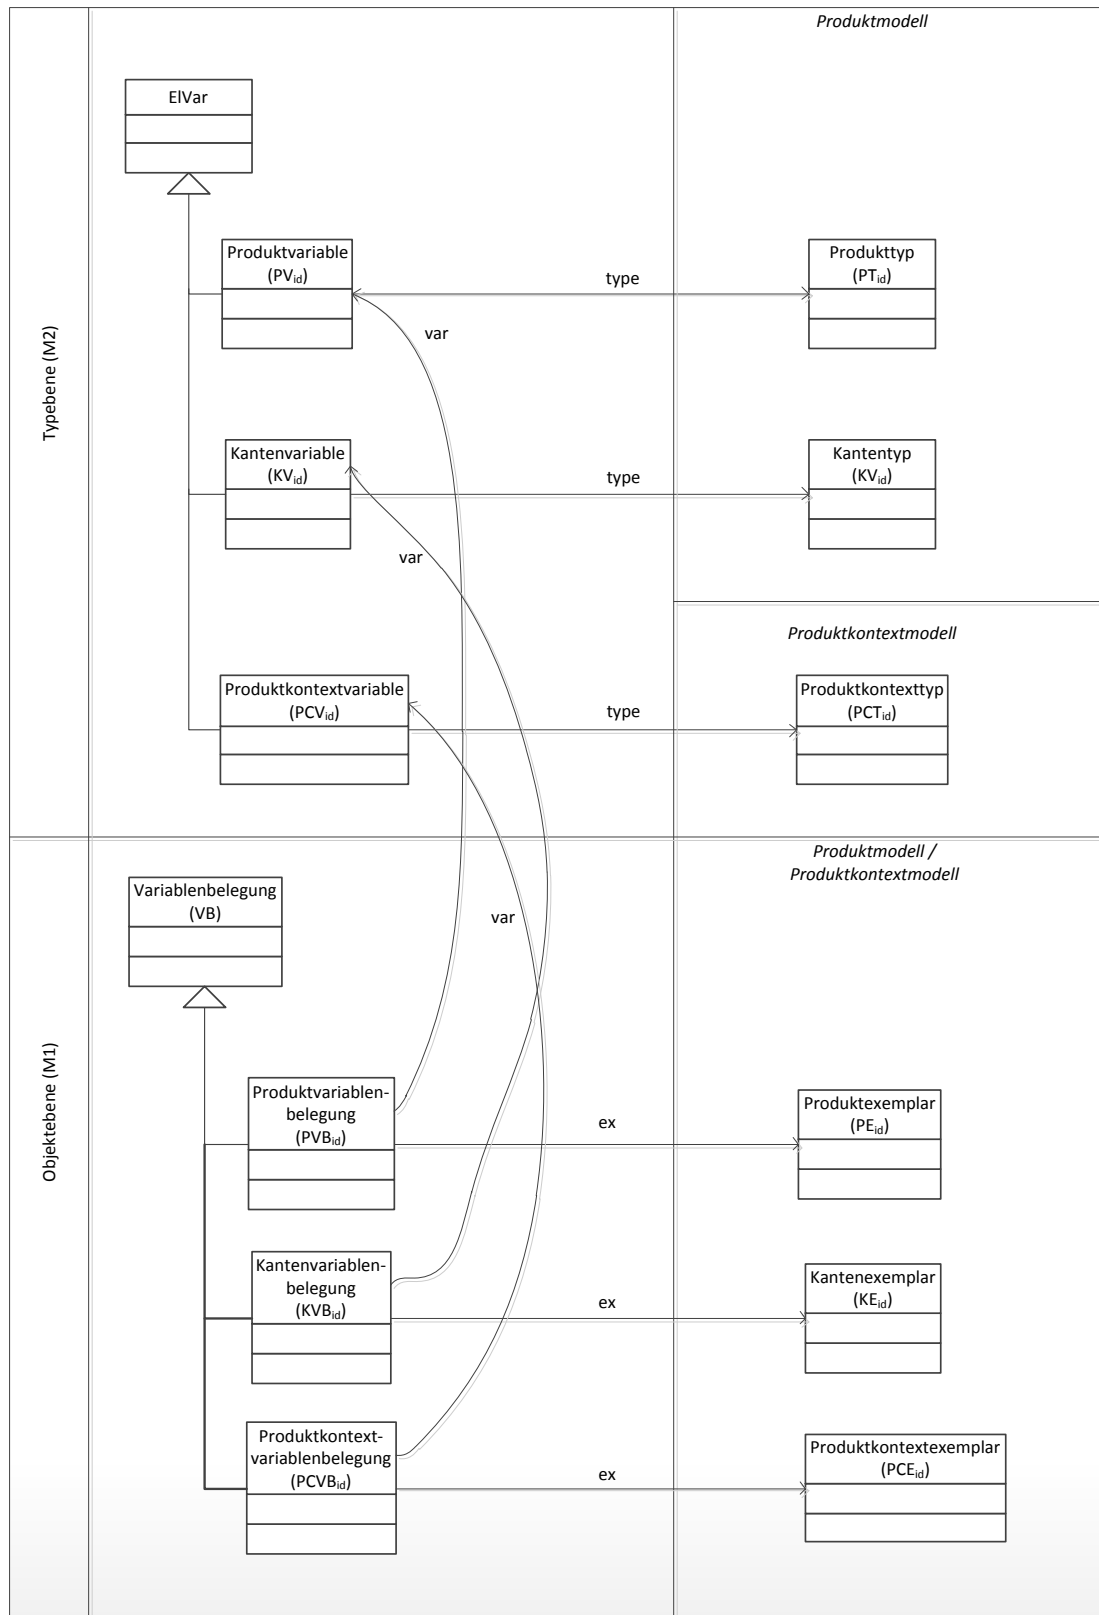 Produktmodell
ElVar
Produktvariable
(PVid)
type
Produkttyp
(PTid)
var
Typebene (M2)
Kantenvariable
(KVid)
type
Kantentyp
(KVid)
var
Produktkontextmodell
Produktkontextvariable
(PCVid)
type
Produktkontexttyp
(PCTid)
Produktmodell /
Produktkontextmodell
Variablenbelegung
(VB)
var
Objektebene (M1)
Produktvariablen-
belegung
(PVBid)
ex
Produktexemplar
(PEid)
Kantenvariablen-
belegung
(KVBid)
ex
Kantenexemplar
(KEid)
Produktkontext-
variablenbelegung
(PCVBid)
ex
Produktkontextexemplar
(PCEid)